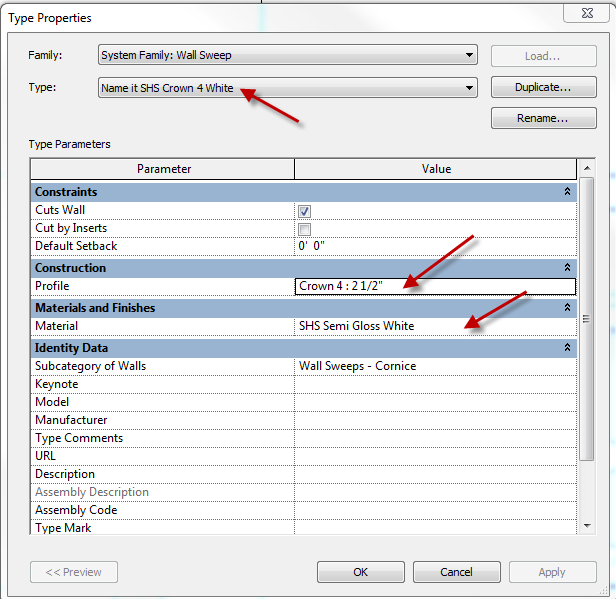 Type Properties
Family: System Family: Wall Sweep Load...
Type: Name it SHS Crown 4 White Duplicate...
Rename...
Type Parameters
Parameter Value
Constraints
Cuts Wall
Cut by Inserts
Default Setback 0' 0"
Construction
Profile Crown 4 : 2 1/2"
Materials and Finishes
Material SHS Semi Gloss White
Identity Data
Subcategory of Walls Wall Sweeps - Cornice
Keynote
Model
Manufacturer
Type Comments
URL
Description
Assembly Description
Assembly Code
Type Mark
<< Preview OK Cancel Apply